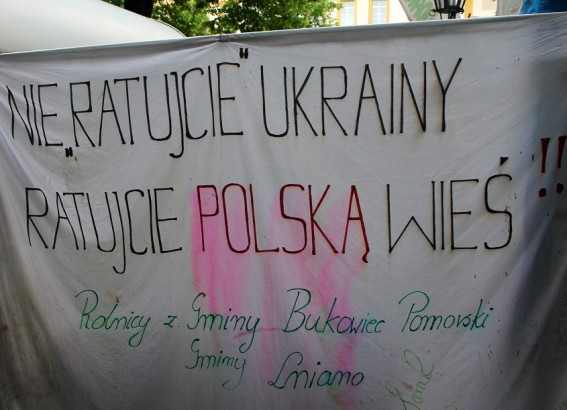 NIE „RATUJCIE" UKRAINY
RATUJCIE POLSKĄ WIEŚ !!
Rolnicy z Gminy Bukowiec Pomorski
Gminy Lniano